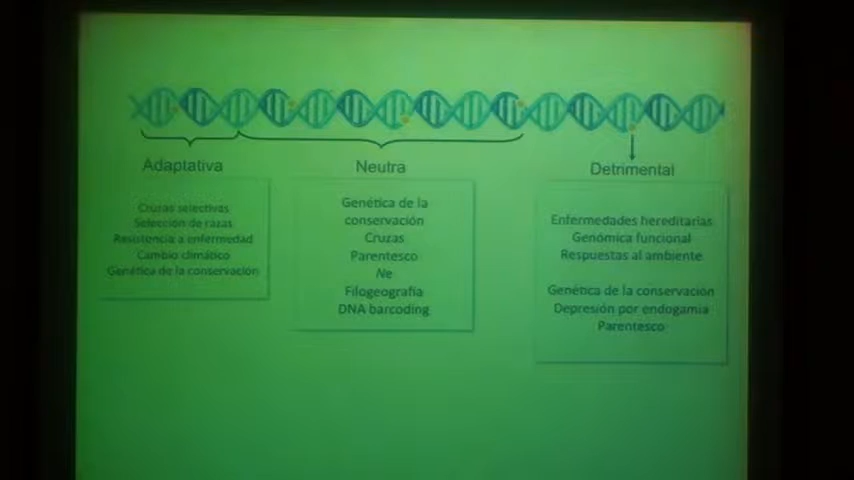 Adaptativa
Cruzas selectivas
Selección de razas
Resistencia a enfermedad
Cambio climático
Genética de la conservación
Neutra
Genética de la
conservación
Cruzas
Parentesco
Ne
Filogeografía
DNA barcoding
Detrimental
Enfermedades hereditarias
Genómica funcional
Respuestas al ambiente
Genética de la conservación
Depresión por endogamia
Parentesco